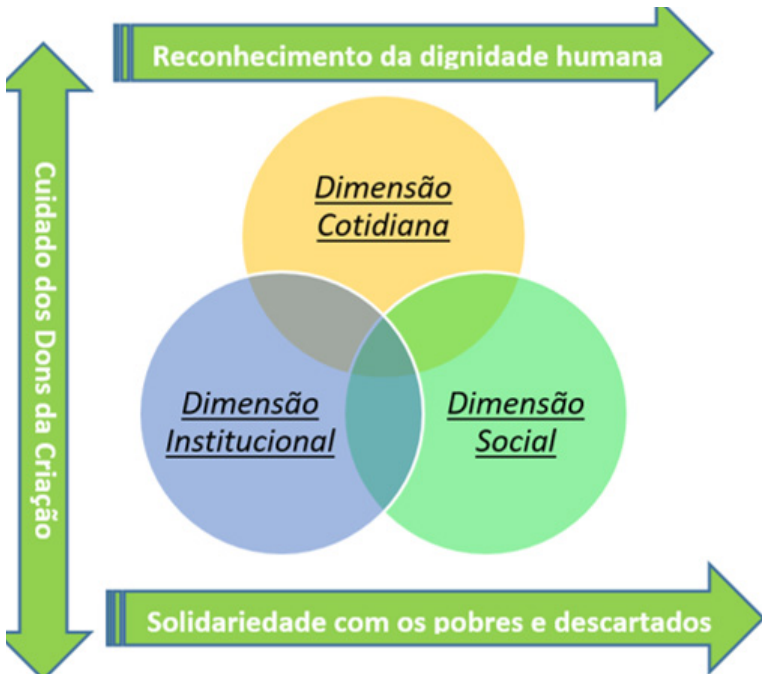 Reconhecimento da dignidade humana
Cuidado dos Dons da Criação
Dimensão
Cotidiana
Dimensão
Institucional
Dimensão
Social
Solidariedade com os pobres e descartados